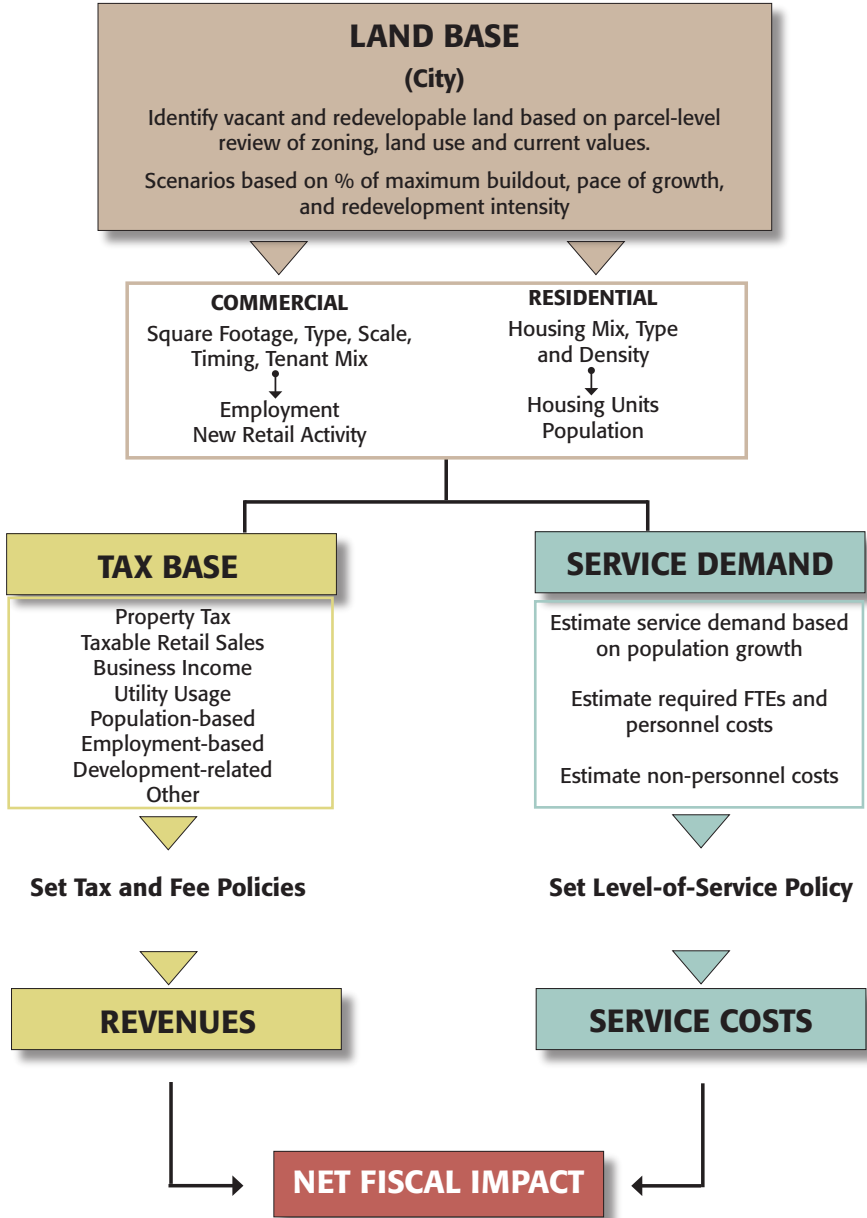 LAND BASE
(City)
Identify vacant and redevelopable land based on parcel-level
review of zoning, land use and current values.
Scenarios based on % of maximum buildout, pace of growth,
and redevelopment intensity
COMMERCIAL
Square Footage, Type, Scale,
Timing, Tenant Mix
Employment
New Retail Activity
RESIDENTIAL
Housing Mix, Type
and Density
Housing Units
Population
TAX BASE
Property Tax
Taxable Retail Sales
Business Income
Utility Usage
Population-based
Employment-based
Development-related
Other
Set Tax and Fee Policies
REVENUES
SERVICE DEMAND
Estimate service demand based
on population growth
Estimate required FTEs and
personnel costs
Estimate non-personnel costs
Set Level-of-Service Policy
SERVICE COSTS
NET FISCAL IMPACT